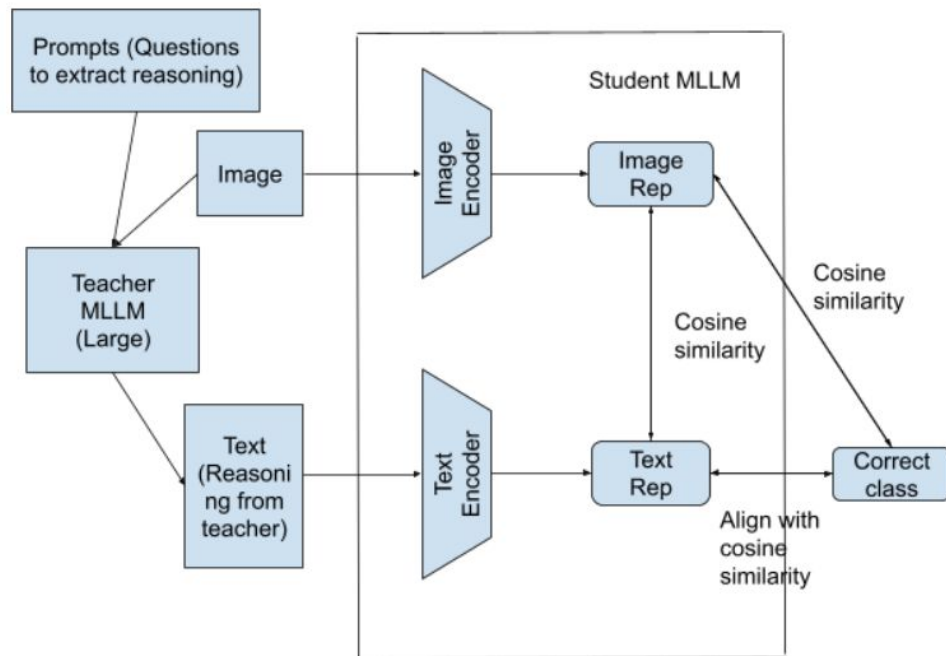 Prompts (Questions
to extract reasoning)
Student MLLM
Image
Image
Encoder
Image
Rep
Teacher
MLLM
(Large)
Cosine
similarity
Cosine
similarity
Text
(Reasoni
ng from
teacher)
Text
Encoder
Text
Rep
Correct
class
Align with
cosine
similarity